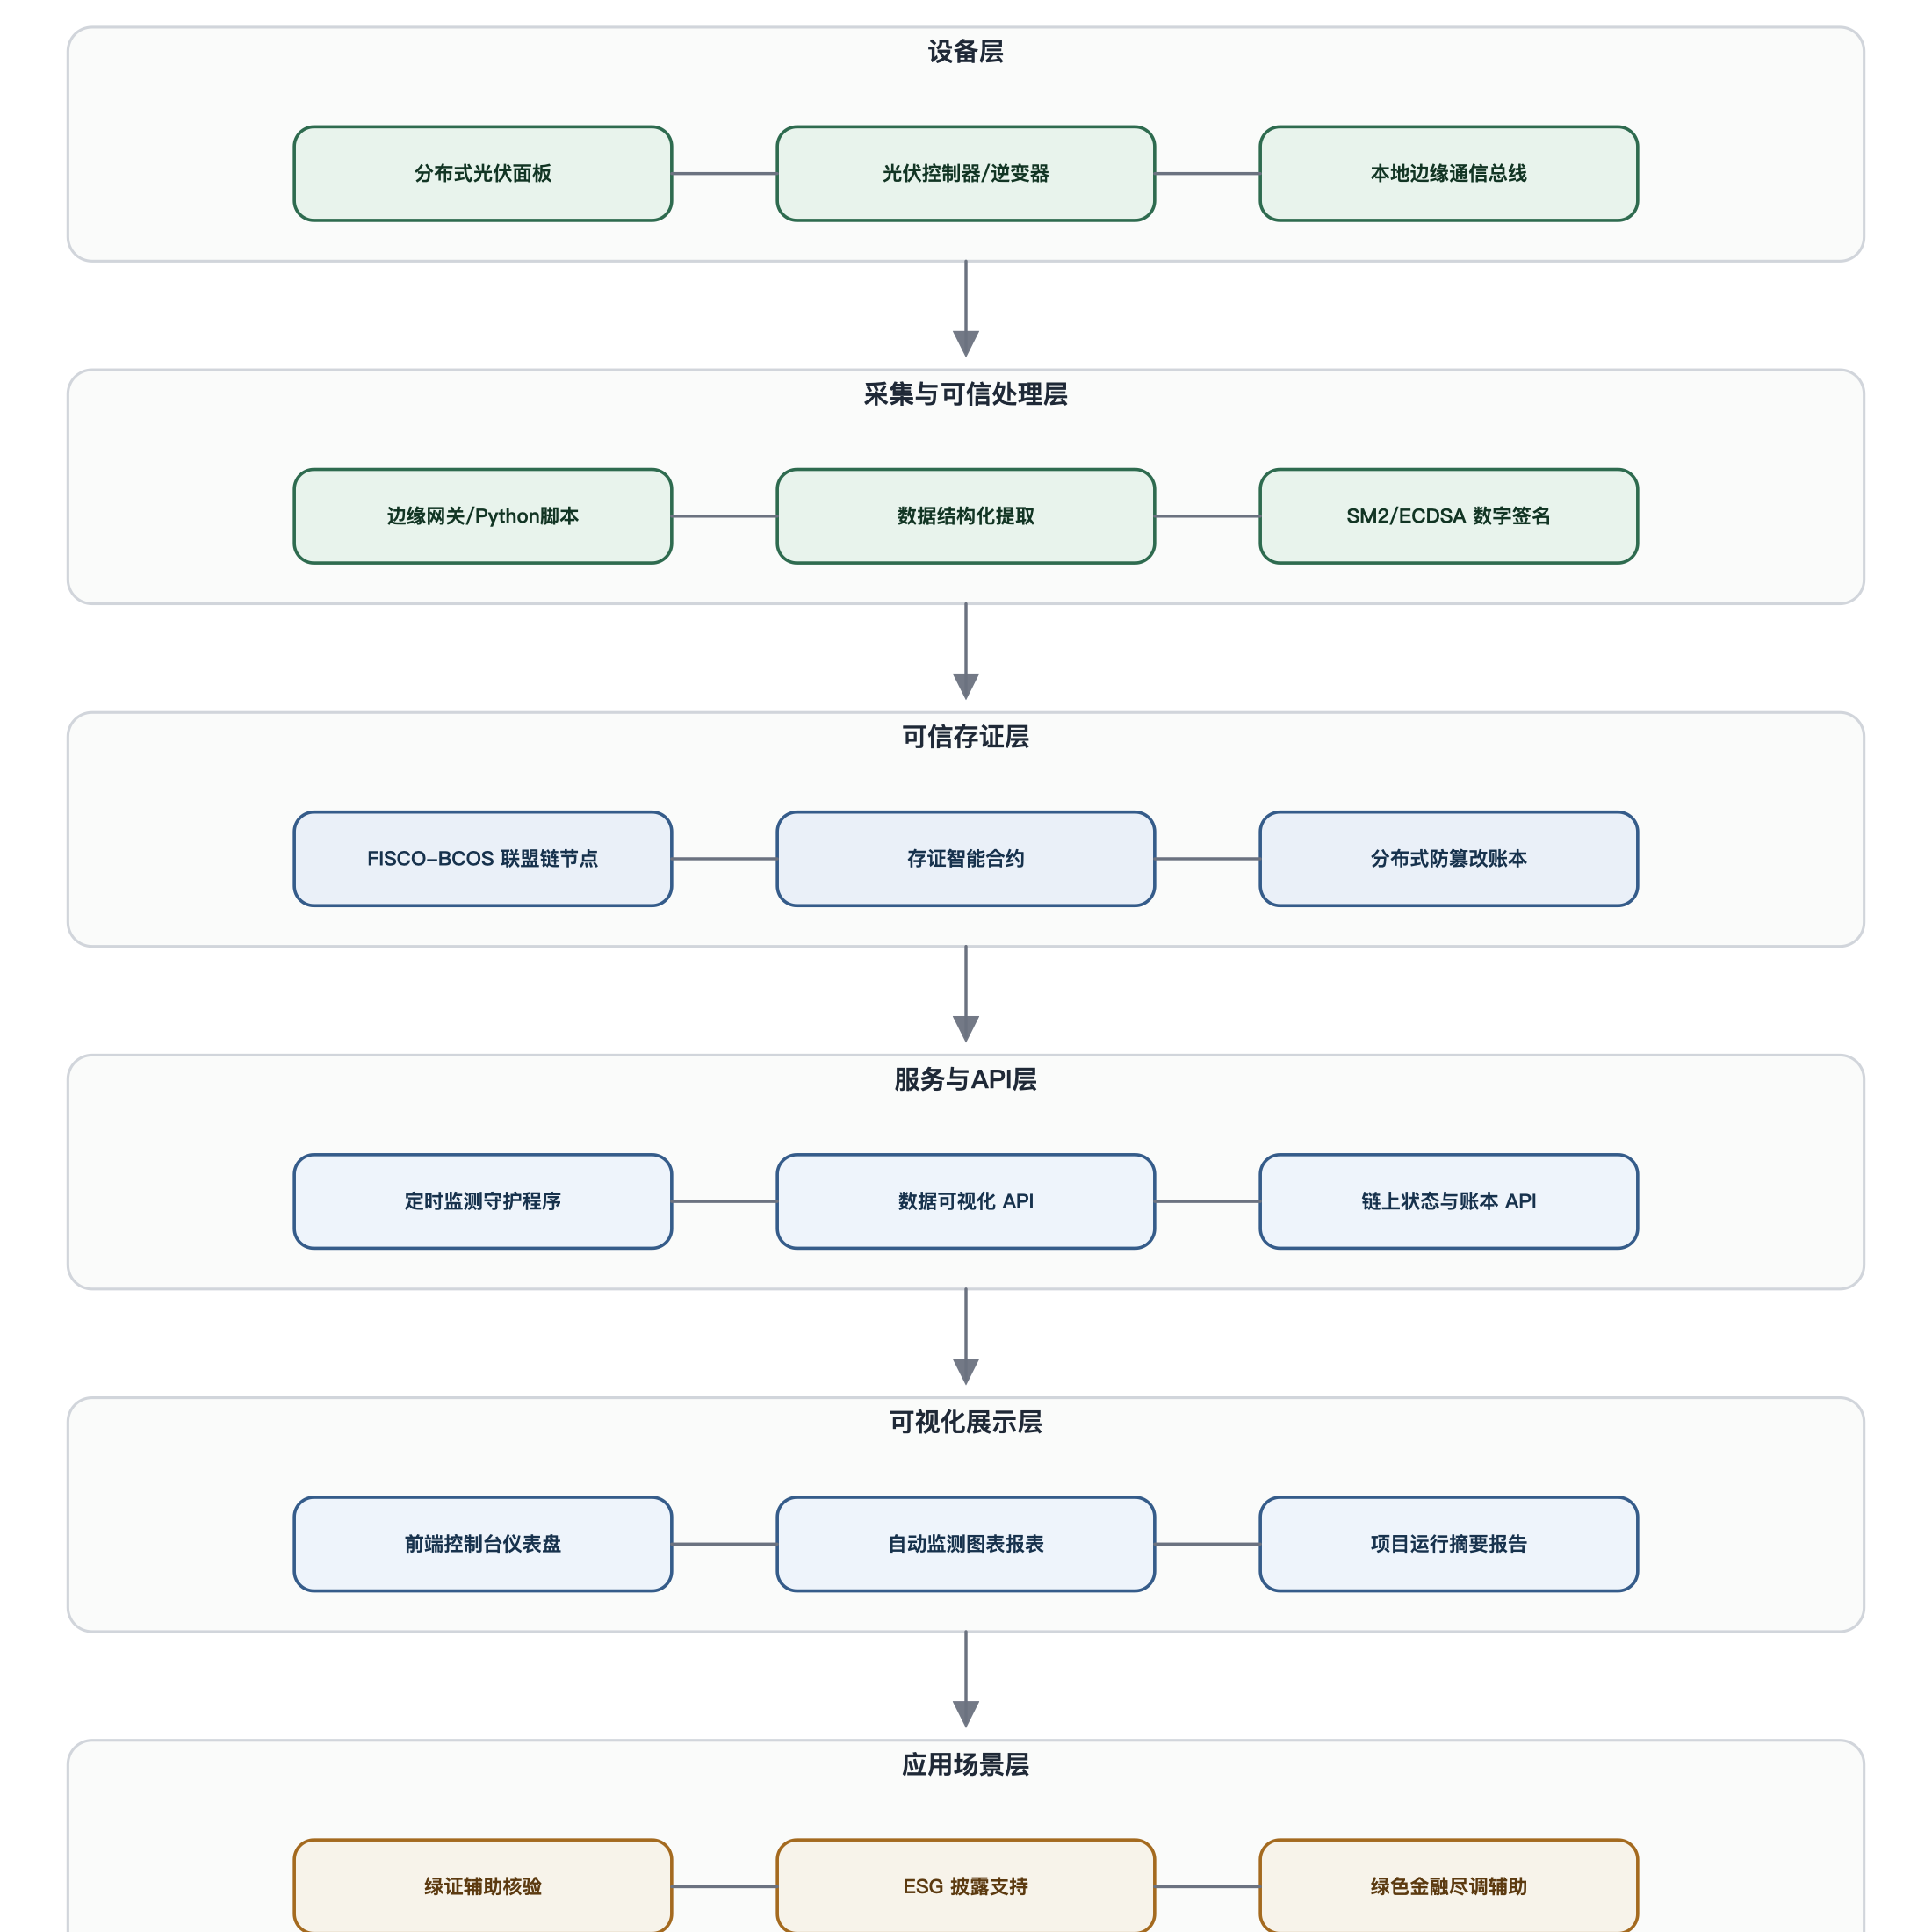 设备层
分布式光伏面板
光伏控制器/逆变器
本地边缘通信总线
采集与可信处理层
边缘网关/Python脚本
数据结构化提取
SM2/ECDSA 数字签名
可信存证层
FISCO–BCOS 联盟链节点
存证智能合约
分布式防篡改账本
服务与API层
定时监测守护程序
数据可视化 API
链上状态与账本 API
可视化展示层
前端控制台仪表盘
自动监测图表报表
项目运行摘要报告
应用场景层
绿证辅助核验
ESG 披露支持
绿色金融尽调辅助